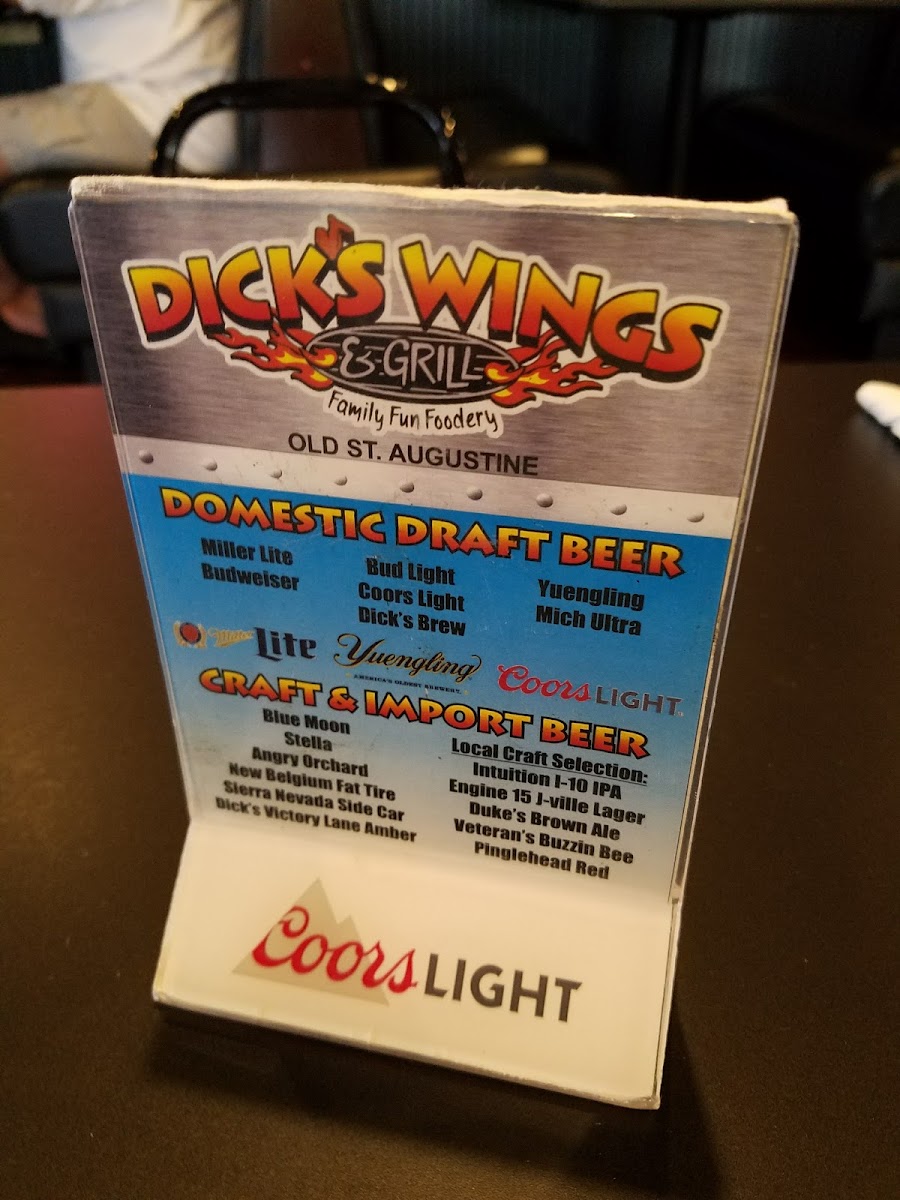 DICK'S WINGS
& GRILL
Family Fun Foodery
OLD ST. AUGUSTINE
DOMESTIC DRAFT BEER
Miller Lite
Budweiser
Bud Light
Coors Light
Dick's Brew
Yuengling
Mich Ultra
Miller Lite
Yuengling
AMERICA'S OLDEST BREWERY
Coors LIGHT
CRAFT & IMPORT BEER
Blue Moon
Stella
Angry Orchard
New Belgium Fat Tire
Sierra Nevada Side Car
Dick's Victory Lane Amber
Local Craft Selection:
Intuition I-10 IPA
Engine 15 J-ville Lager
Duke's Brown Ale
Veteran's Buzzin Bee
Pinglehead Red
Coors LIGHT